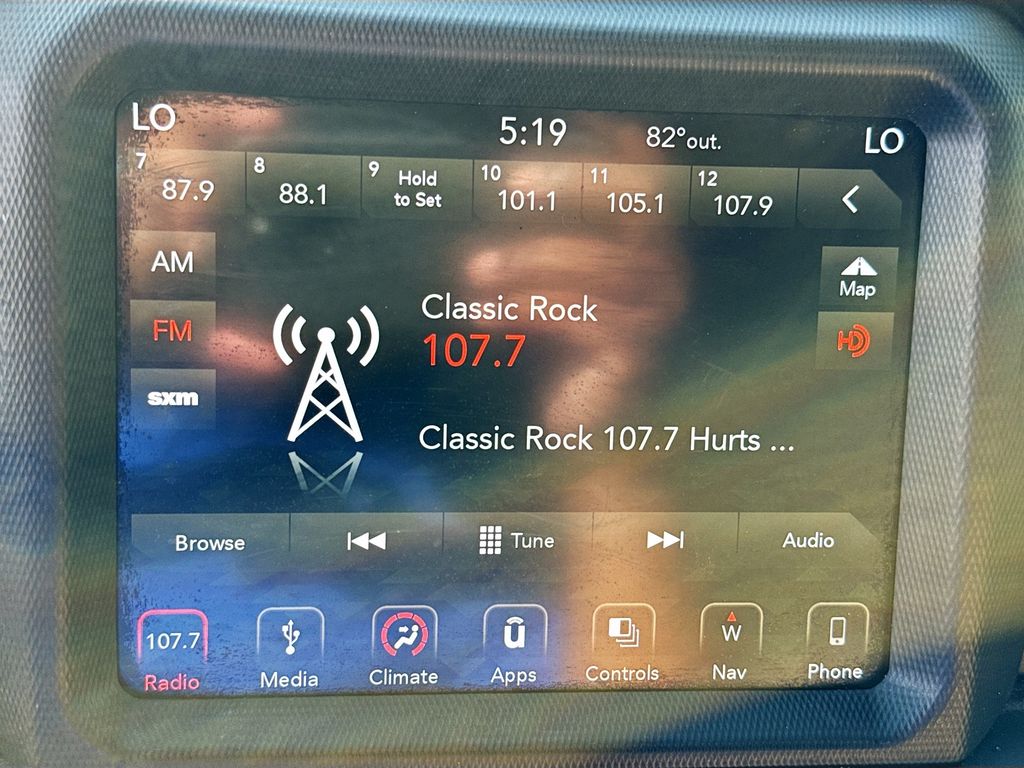 LO
5:19
82°out.
LO
7
87.9
8
88.1
9
Hold
to Set
10
101.1
11
105.1
12
107.9
AM
FM
sxm
Classic Rock
107.7
Classic Rock 107.7 Hurts ...
Map
HD
Browse
Tune
Audio
107.7
Radio
Media
Climate
ū
Apps
Controls
W
Nav
Phone